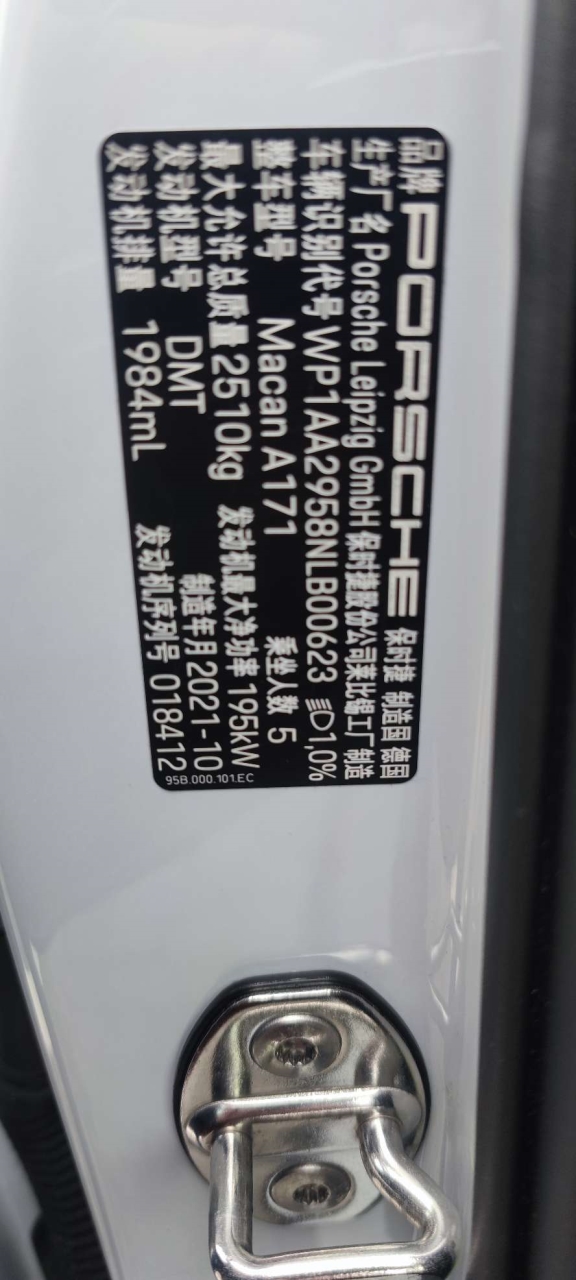 品牌 PORSCHE 保时捷 制造国 德国
生产厂名 Porsche Leipzig GmbH 保时捷股份公司莱比锡工厂制造
车辆识别代号 WP1AA2958NLB00623 1,0%
整车型号 Macan A171 乘坐人数 5
最大允许总质量 2510kg 发动机最大净功率 195kW
发动机型号 DMT 制造年月 2021-10
发动机排量 1984mL 发动机序列号 018412
95B.000.101.EC